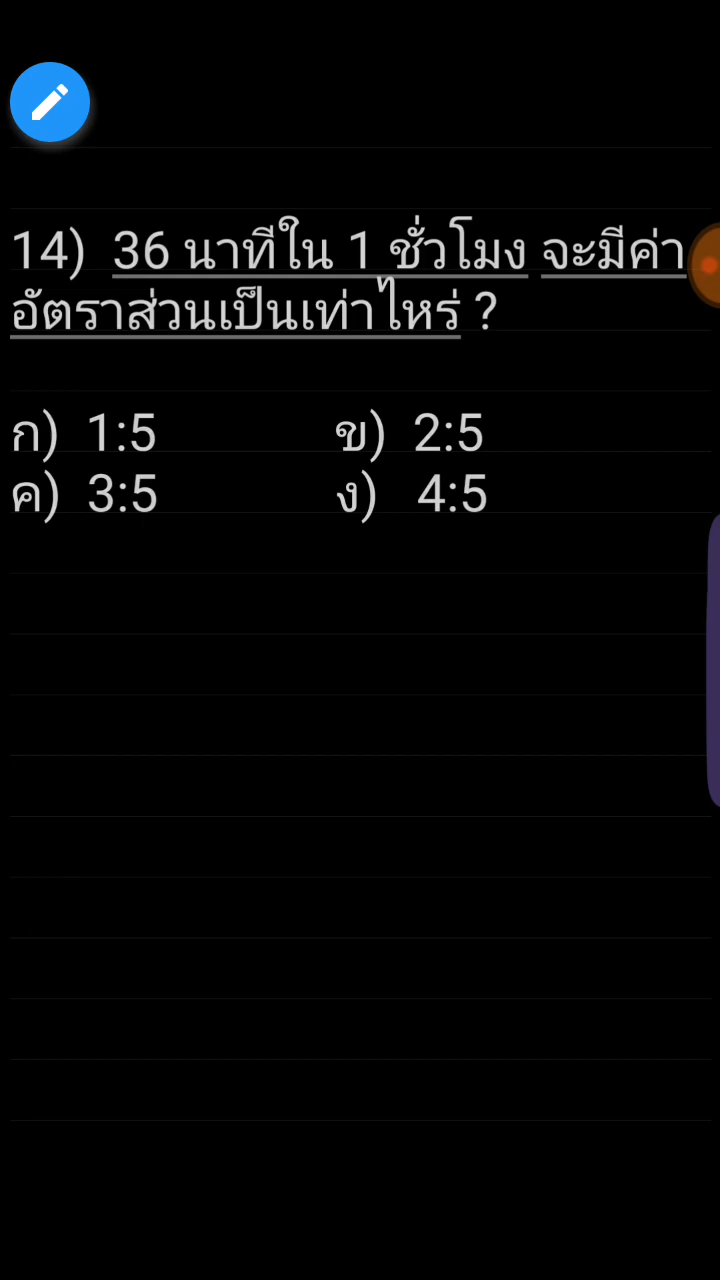 14) 36 นาทีใน 1 ชั่วโมง จะมีค่า
อัตราส่วนเป็นเท่าไหร่ ?
ก) 1:5 ข) 2:5
ค) 3:5 ง) 4:5